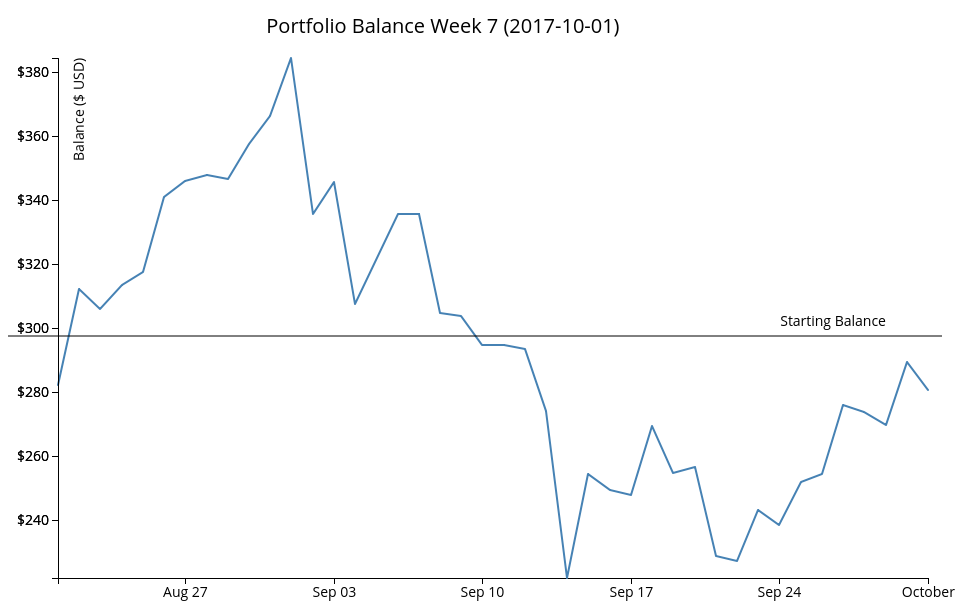 Portfolio Balance Week 7 (2017-10-01)
Balance ($ USD)
$380
$360
$340
$320
$300
$280
$260
$240
Starting Balance
Aug 27
Sep 03
Sep 10
Sep 17
Sep 24
October